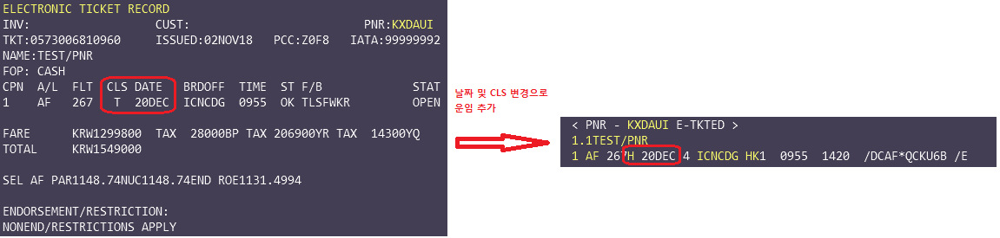 ELECTRONIC TICKET RECORD
INV: CUST: PNR:KXDAUI
TKT:0573006810960 ISSUED:02NOV18 PCC:Z0F8 IATA:99999992
NAME:TEST/PNR
FOP: CASH
CPN A/L FLT CLS DATE BRDOFF TIME ST F/B STAT
1 AF 267 T 20DEC ICNCDG 0955 OK TLSFWKR OPEN
FARE KRW1299800 TAX 28000BP TAX 206900YR TAX 14300YQ
TOTAL KRW1549000
SEL AF PAR1148.74NUC1148.74END ROE1131.4994
ENDORSEMENT/RESTRICTION:
NONEND/RESTRICTIONS APPLY
날짜 및 CLS 변경으로
운임 추가
< PNR - KXDAUI E-TKTED >
1.1TEST/PNR
1 AF 267H 20DEC 4 ICNCDG HK1 0955 1420 /DCAF*QCKU6B /E